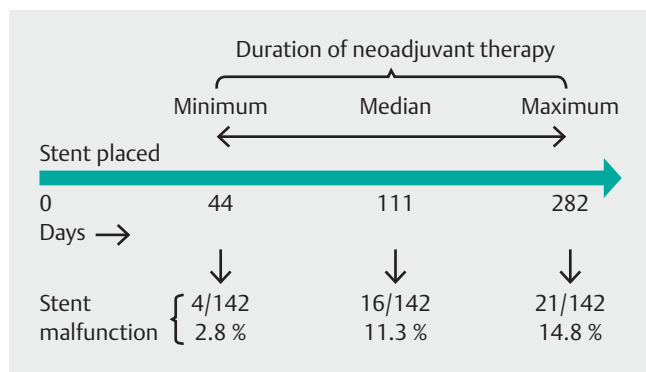 Duration of neoadjuvant therapy
Minimum Median Maximum
Stent placed
0 44 111 282
Days
Stent 4/142 16/142 21/142
malfunction 2.8 % 11.3 % 14.8 %